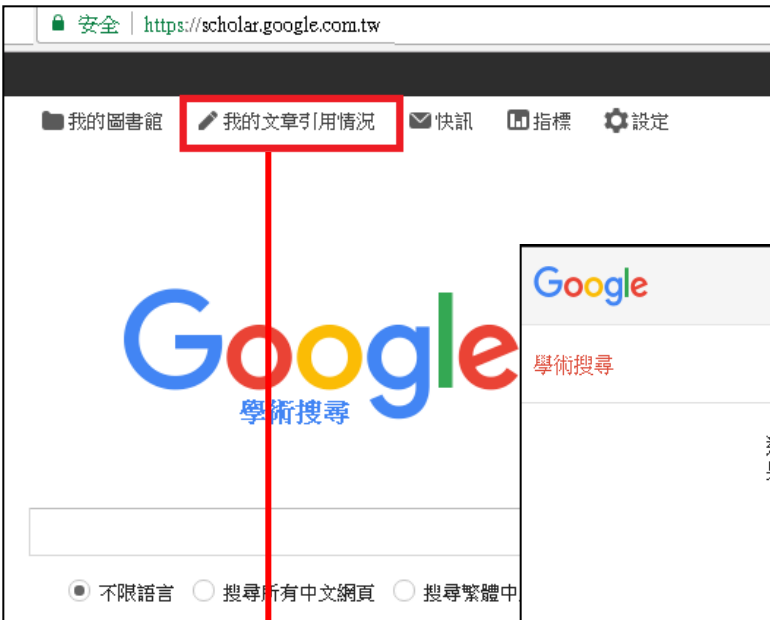 安全 https://scholar.google.com.tw
我的圖書館 我的文章引用情況 快訊 指標 設定
Google
學術搜尋
Google
學術搜尋
不限語言 搜尋所有中文網頁 搜尋繁體中